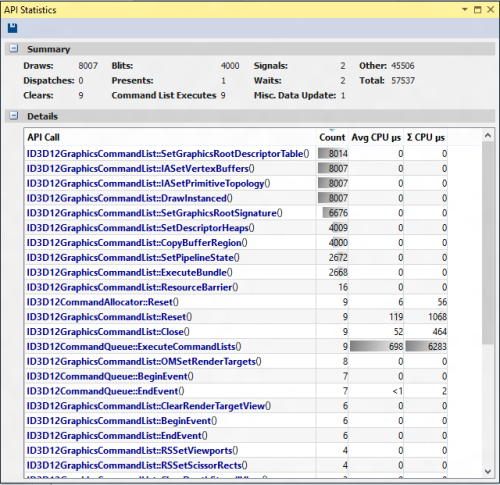 API Statistics
Summary
Draws: 8007 Blits: 4000 Signals: 2 Other: 45506
Dispatches: 0 Presents: 1 Waits: 2 Total: 57537
Clears: 9 Command List Executes 9 Misc. Data Update: 1
Details
API Call Count Avg CPU µs Σ CPU µs
ID3D12GraphicsCommandList::SetGraphicsRootDescriptorTable() 8014 0 0
ID3D12GraphicsCommandList::IASetVertexBuffers() 8007 0 0
ID3D12GraphicsCommandList::IASetPrimitiveTopology() 8007 0 0
ID3D12GraphicsCommandList::DrawInstanced() 8007 0 0
ID3D12GraphicsCommandList::SetGraphicsRootSignature() 6676 0 0
ID3D12GraphicsCommandList::SetDescriptorHeaps() 4009 0 0
ID3D12GraphicsCommandList::CopyBufferRegion() 4000 0 0
ID3D12GraphicsCommandList::SetPipelineState() 2672 0 0
ID3D12GraphicsCommandList::ExecuteBundle() 2668 0 0
ID3D12GraphicsCommandList::ResourceBarrier() 16 0 0
ID3D12CommandAllocator::Reset() 9 6 56
ID3D12GraphicsCommandList::Reset() 9 119 1068
ID3D12GraphicsCommandList::Close() 9 52 464
ID3D12CommandQueue::ExecuteCommandLists() 9 698 6283
ID3D12GraphicsCommandList::OMSetRenderTargets() 8 0 0
ID3D12CommandQueue::BeginEvent() 7 0 0
ID3D12CommandQueue::EndEvent() 7 <1 2
ID3D12GraphicsCommandList::ClearRenderTargetView() 6 0 0
ID3D12GraphicsCommandList::BeginEvent() 6 0 0
ID3D12GraphicsCommandList::EndEvent() 6 0 0
ID3D12GraphicsCommandList::RSSetViewports() 4 0 0
ID3D12GraphicsCommandList::RSSetScissorRects() 4 0 0